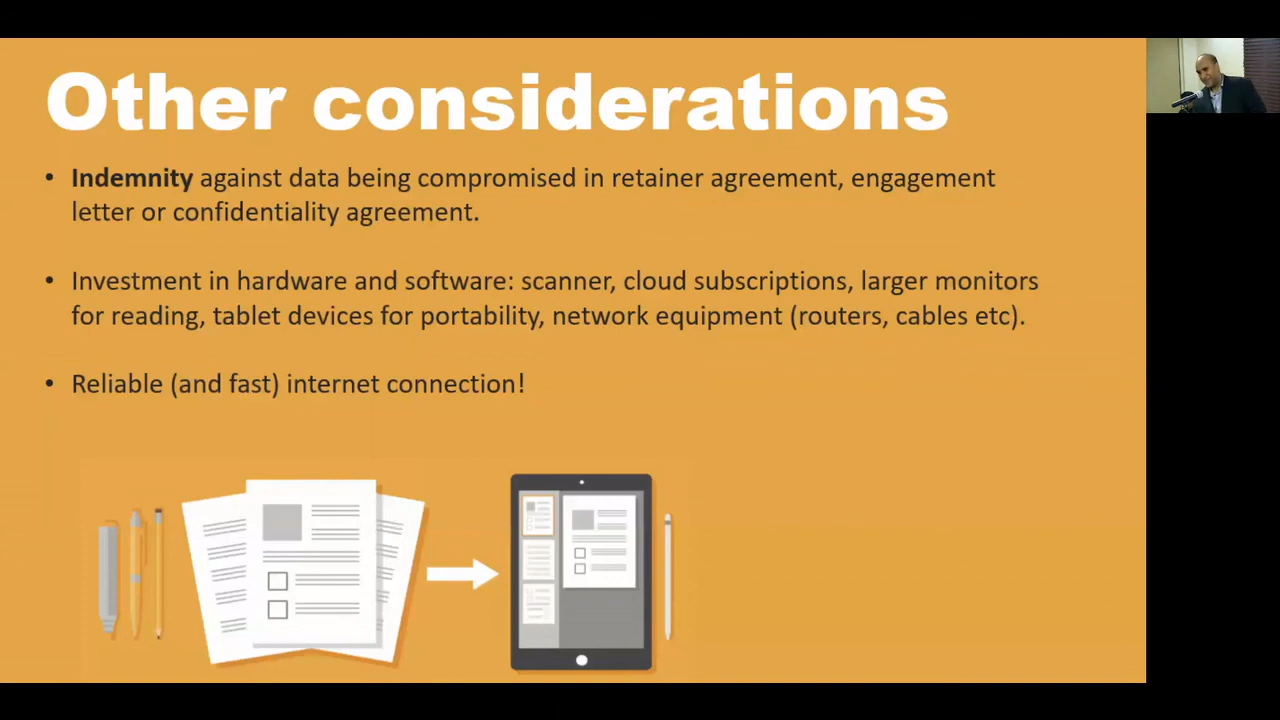 Other considerations
• Indemnity against data being compromised in retainer agreement, engagement
letter or confidentiality agreement.
• Investment in hardware and software: scanner, cloud subscriptions, larger monitors
for reading, tablet devices for portability, network equipment (routers, cables etc).
• Reliable (and fast) internet connection!